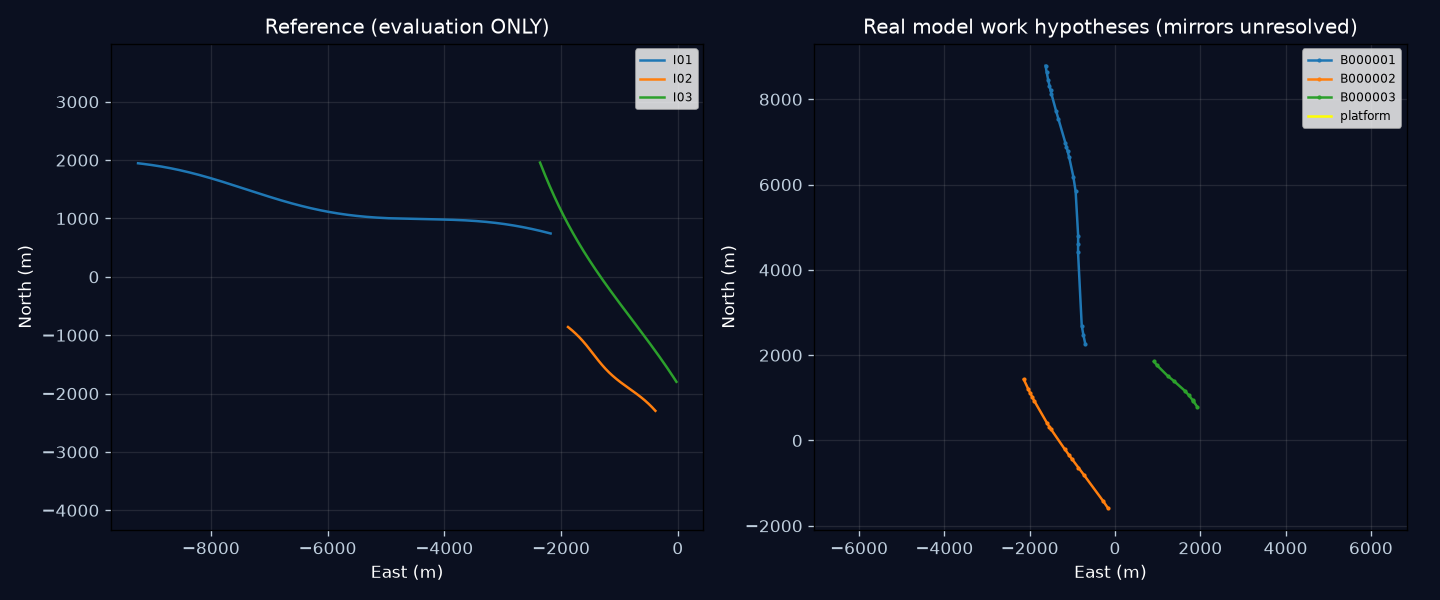 Reference (evaluation ONLY)
I01
I02
I03
3000
2000
1000
0
−1000
−2000
−3000
−4000
North (m)
−8000
−6000
−4000
−2000
0
East (m)
Real model work hypotheses (mirrors unresolved)
B000001
B000002
B000003
platform
8000
6000
4000
2000
0
−2000
North (m)
−6000
−4000
−2000
0
2000
4000
6000
East (m)